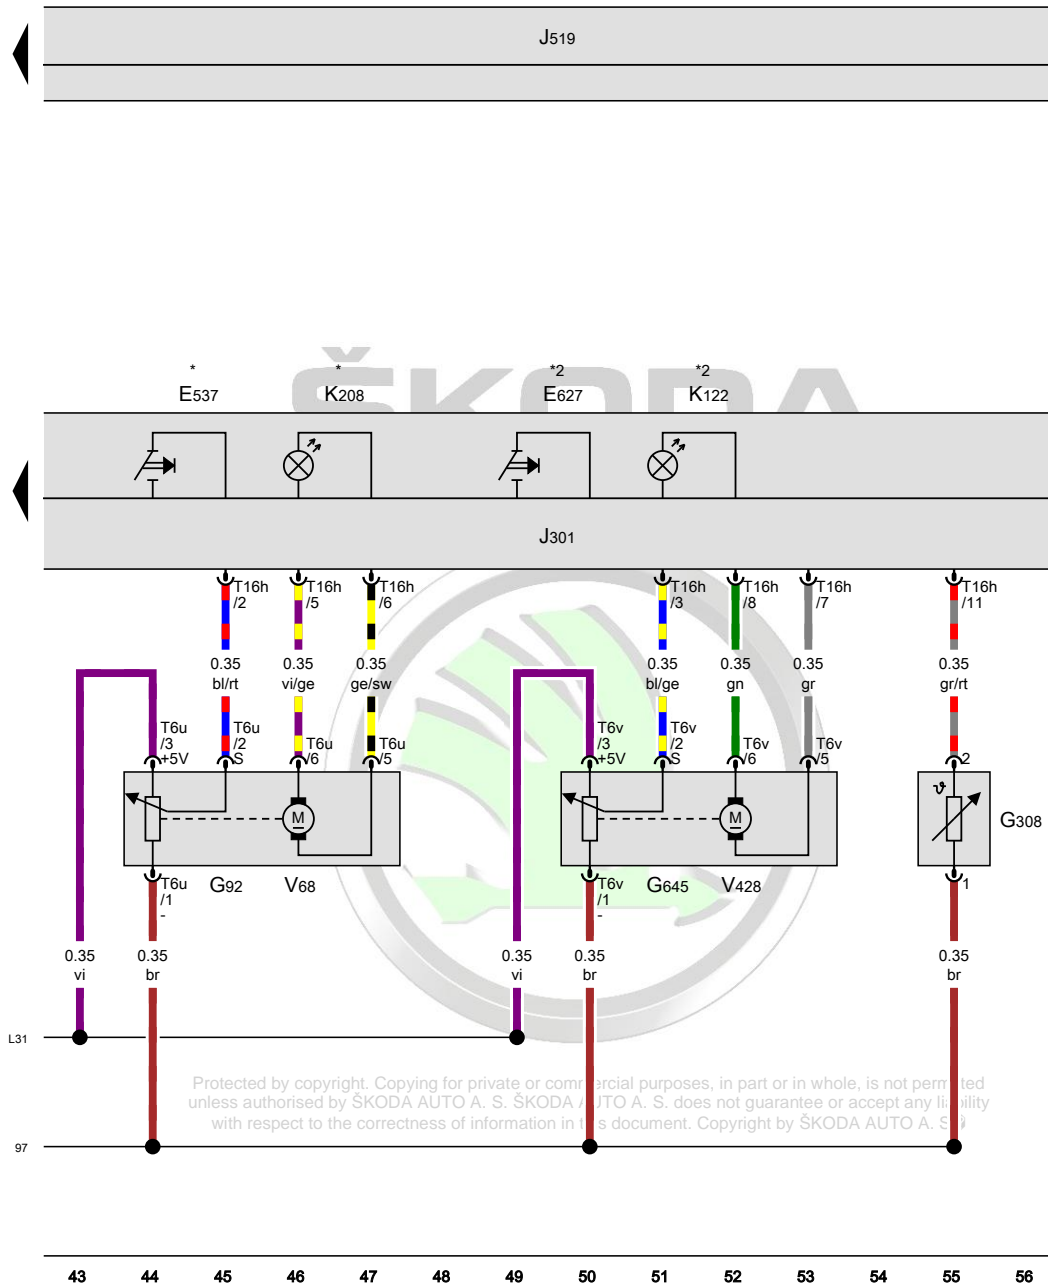 J519
ŠKODA
* * *2 *2
E537 K208 E627 K122
J301
T16h T16h T16h T16h T16h T16h T16h
/2 /5 /6 /3 /8 /7 /11
0.35 0.35 0.35 0.35 0.35 0.35 0.35
bl/rt vi/ge ge/sw bl/ge gn gr gr/rt
T6u T6u T6v T6v
/3 /2 T6u T6u /3 /2 T6v T6v
+5V S /6 /5 +5V S /6 /5 2
ϑ
M M G308
T6u G92 V68 T6v G645 V428 1
/1 /1
- -
0.35 0.35 0.35 0.35 0.35
vi br vi br br
L31
Protected by copyright. Copying for private or commercial purposes, in part or in whole, is not permitted
unless authorised by ŠKODA AUTO A. S. ŠKODA AUTO A. S. does not guarantee or accept any liability
with respect to the correctness of information in this document. Copyright by ŠKODA AUTO A. S.
97
43 44 45 46 47 48 49 50 51 52 53 54 55 56